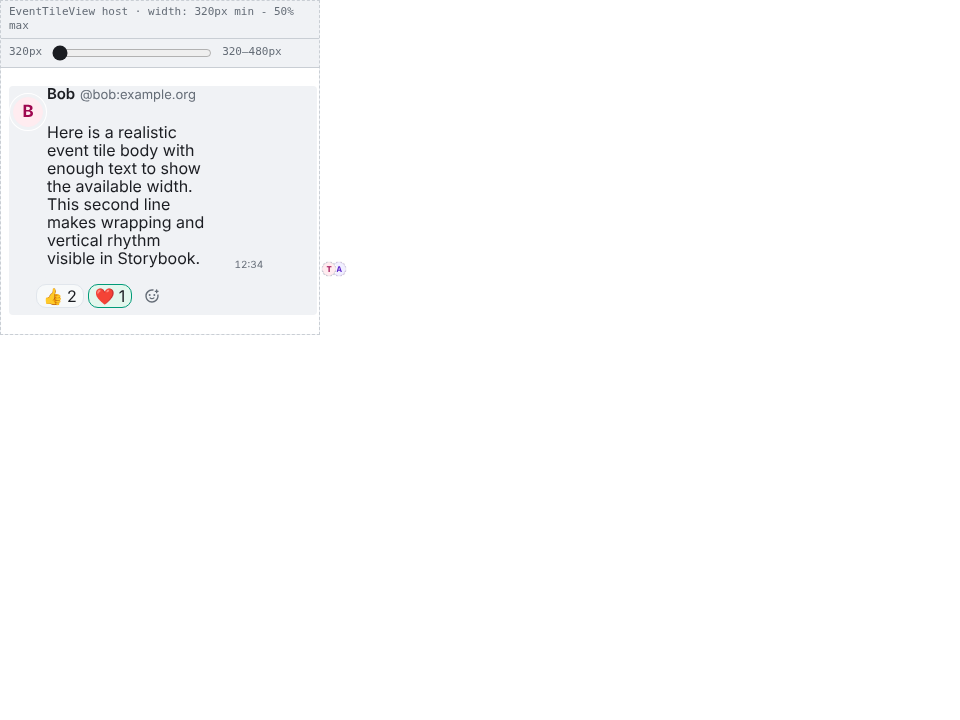 EventTileView host · width: 320px min - 50%
max
320px 320–480px
B Bob @bob:example.org
Here is a realistic
event tile body with
enough text to show
the available width.
This second line
makes wrapping and
vertical rhythm
visible in Storybook.
12:34
T A
👍 2 ❤️ 1